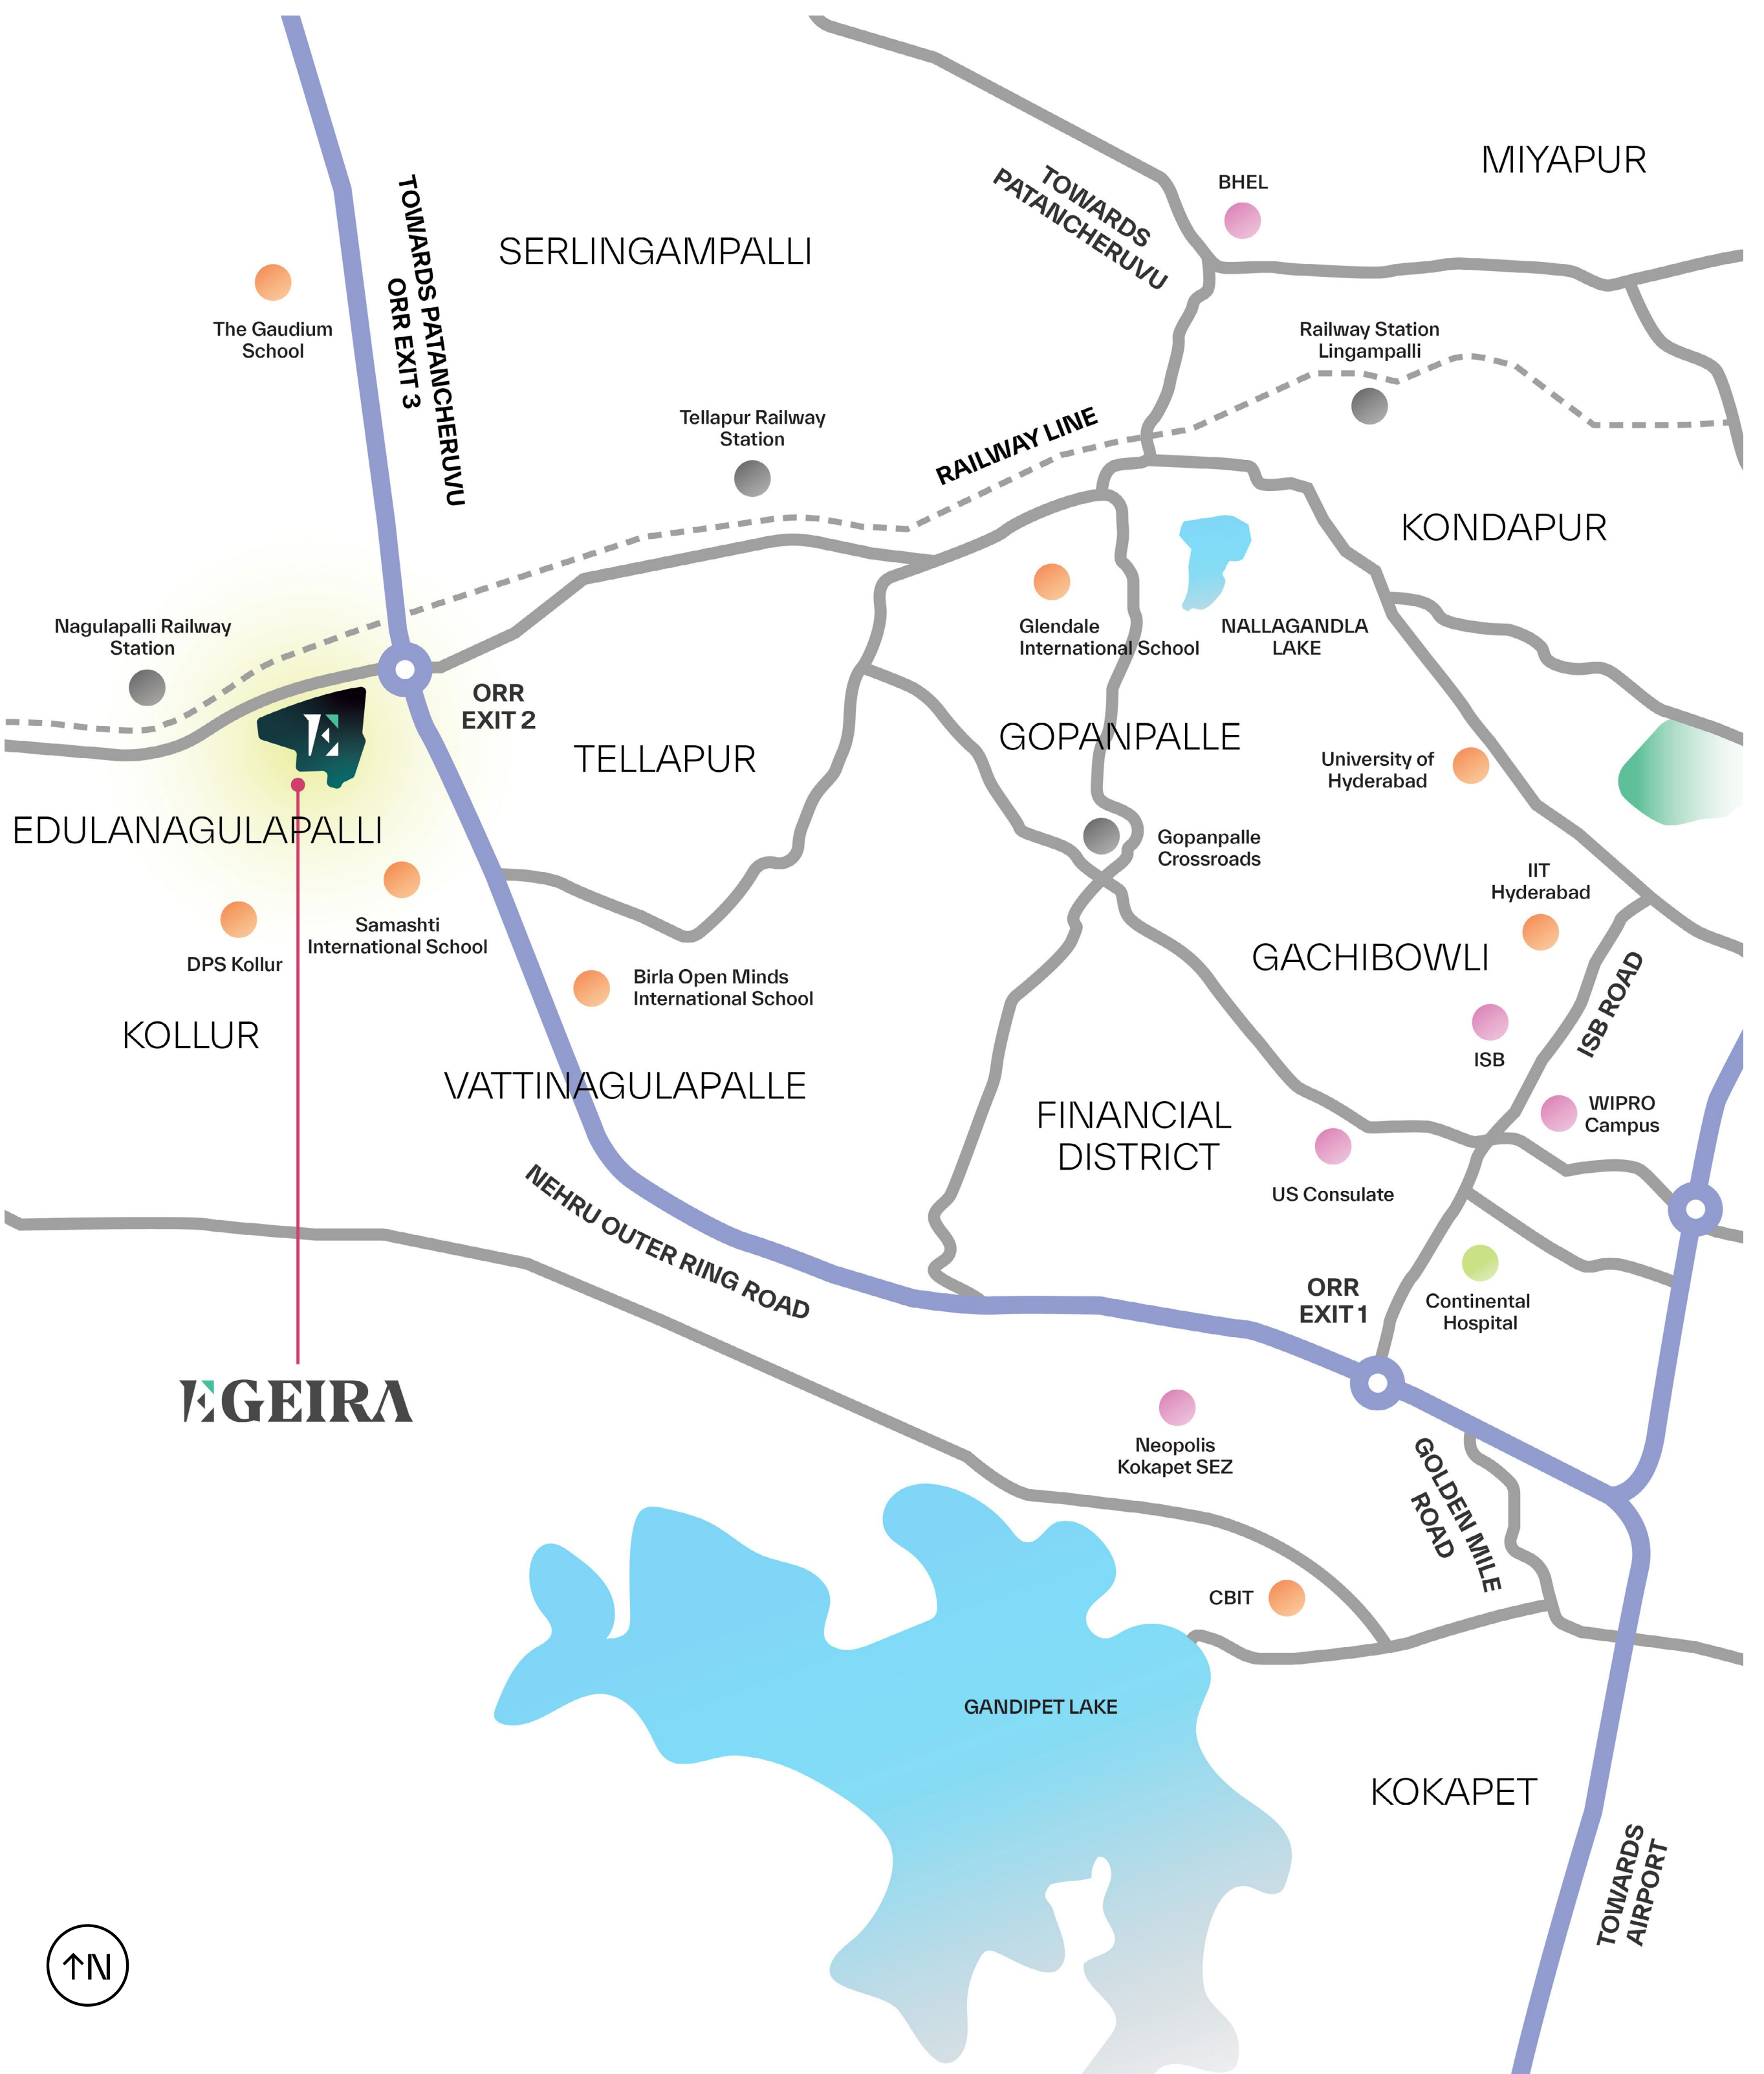 MIYAPUR
BHEL
TOWARDS
PATANCHERUVU
SERLINGAMPALLI
TOWARDS PATANCHERUVU
ORR EXIT 3
The Gaudium
School
Railway Station
Lingampalli
Tellapur Railway
Station
RAILWAY LINE
KONDAPUR
Nagulapalli Railway
Station
Glendale
International School
NALLAGANDLA
LAKE
ORR
EXIT 2
E
TELLAPUR
GOPANPALLE
University of
Hyderabad
EDULANAGULAPALLI
Gopanpalle
Crossroads
IIT
Hyderabad
Samashti
International School
DPS Kollur
Birla Open Minds
International School
GACHIBOWLI
ISB ROAD
KOLLUR
ISB
VATTINAGULAPALLE
FINANCIAL
DISTRICT
WIPRO
Campus
US Consulate
NEHRU OUTER RING ROAD
ORR
EXIT 1
Continental
Hospital
EGEIRA
Neopolis
Kokapet SEZ
GOLDEN MILE
ROAD
CBIT
GANDIPET LAKE
KOKAPET
TOWARDS
AIRPORT
↑N